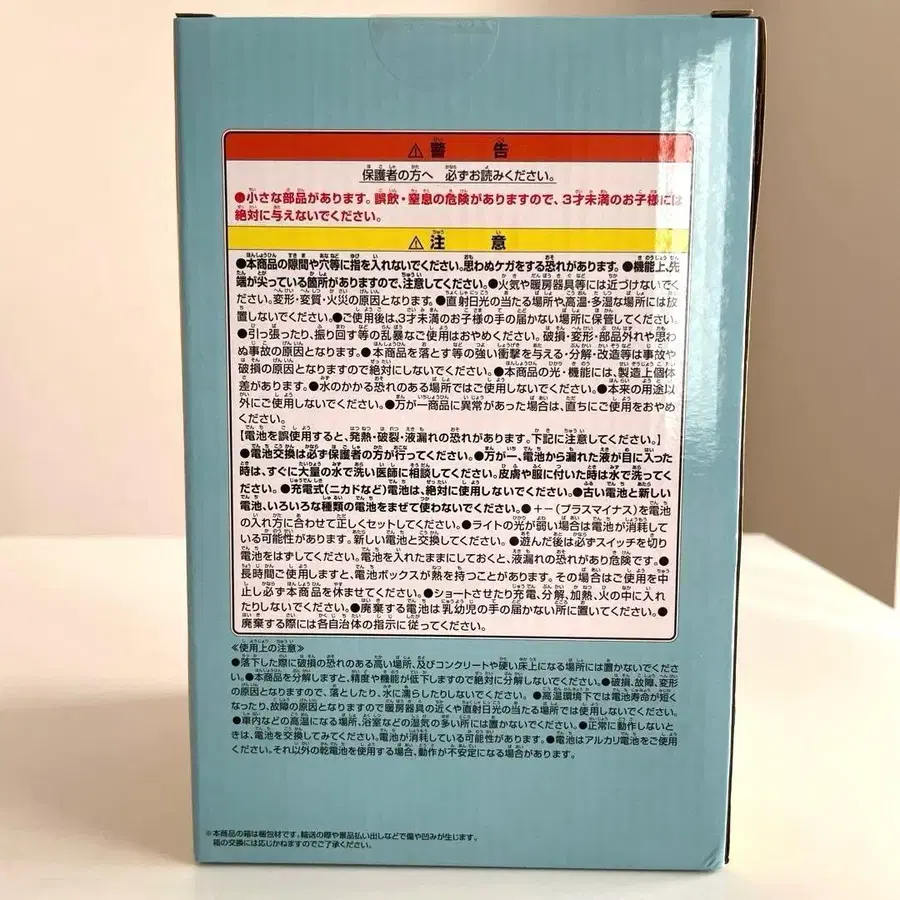 ⚠警告
保護者の方へ 必ずお読みください。
●小さな部品があります。誤飲・窒息の危険がありますので、3才未満のお子様には
絶対に与えないでください。
⚠注意
●本商品の隙間や穴等に指を入れないでください。思わぬケガをする恐れがあります。●機能上、先
端が尖っている箇所がありますので、注意してください。●火気や暖房器具等には近づけないでく
ださい。変形・変質・火災の原因となります。●直射日光の当たる場所や高温・多湿な場所には放
置しないでください。●ご使用後は3才未満のお子様の手の届かない場所に保管してください。
●引っ張ったり、振り回す等の乱暴なご使用はおやめください。破損・変形・部品外れや思わ
ぬ事故の原因となります。●本商品を落とす等の強い衝撃を与える・分解・改造等は事故や
破損の原因となりますので絶対にしないでください。●本商品の光・機能には、製造上個体
差があります。●水のかかる恐れのある場所ではご使用しないでください。●本来の用途以
外にご使用しないでください。●万が一商品に異常があった場合は、直ちにご使用をおやめ
ください。
【電池を誤使用すると、発熱・破裂・液漏れの恐れがあります。下記に注意してください。】
●電池交換は必ず保護者の方が行ってください。●万が一、電池から漏れた液が目に入った
時は、すぐに大量の水で洗い医師に相談してください。皮膚や服に付いた時は水で洗ってく
ださい。●充電式(ニカドなど)電池は、絶対に使用しないでください。●古い電池と新しい
電池、いろいろな種類の電池をまぜて使わないでください。●+-(プラスマイナス)を電池
の入れ方に合わせて正しくセットしてください。●ライトの光が弱い場合は電池が消耗して
いる可能性があります。新しい電池と交換してください。●遊んだ後は必ずスイッチを切り
電池をはずしてください。電池を入れたままにしておくと、液漏れの恐れがあり危険です。●
長時間ご使用しますと、電池ボックスが熱を持つことがあります。その場合はご使用を中
止し必ず本商品を休ませてください。●ショートさせたり充電、分解、加熱、火の中に入れ
たりしないでください。●廃棄する電池は乳幼児の手の届かない所に置いてください。●
廃棄する際には各自治体の指示に従ってください。
≪使用上の注意≫
●落下した際に破損の恐れのある高い場所、及びコンクリートや硬い床上になる場所には置かないでくださ
い。●本商品を分解しますと、精度や機能が低下しますので絶対に分解しないでください。●破損、故障、変形
の原因となりますので、落としたり、水に濡らしたりしないでください。●高温環境下では電池寿命が短く
なったり、故障の原因となりますので暖房器具の近くや直射日光の当たる場所では使用しないでください。
●車内などの高温になる場所、浴室などの湿気の多い所には置かないでください。●正常に動作しないと
きは、電池を交換してみてください。電池が消耗している可能性があります。●電池はアルカリ電池をご使用
ください。それ以外の乾電池を使用する場合、動作が不安定になる場合があります。
※本商品の箱は梱包材です。輸送の際や単品払い出しなどで傷や凹みが生じます。
箱の交換には応じかねますのでご了承ください。